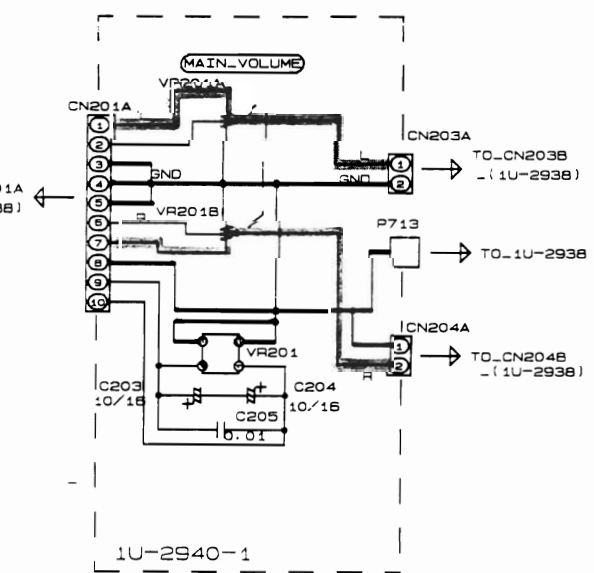 MAIN_VOLUME
CN201A
1
2
3
4
5
6
7
8
9
10
GND
VR201B
L
GND
CN203A
1
2
TO_CN203B
_(1U-2938)
P713
TO_1U-2938
CN204A
1
2
TO_CN204B
_(1U-2938)
R
VR201
C203
10/16
C204
10/16
C205
0.01
1U-2940-1